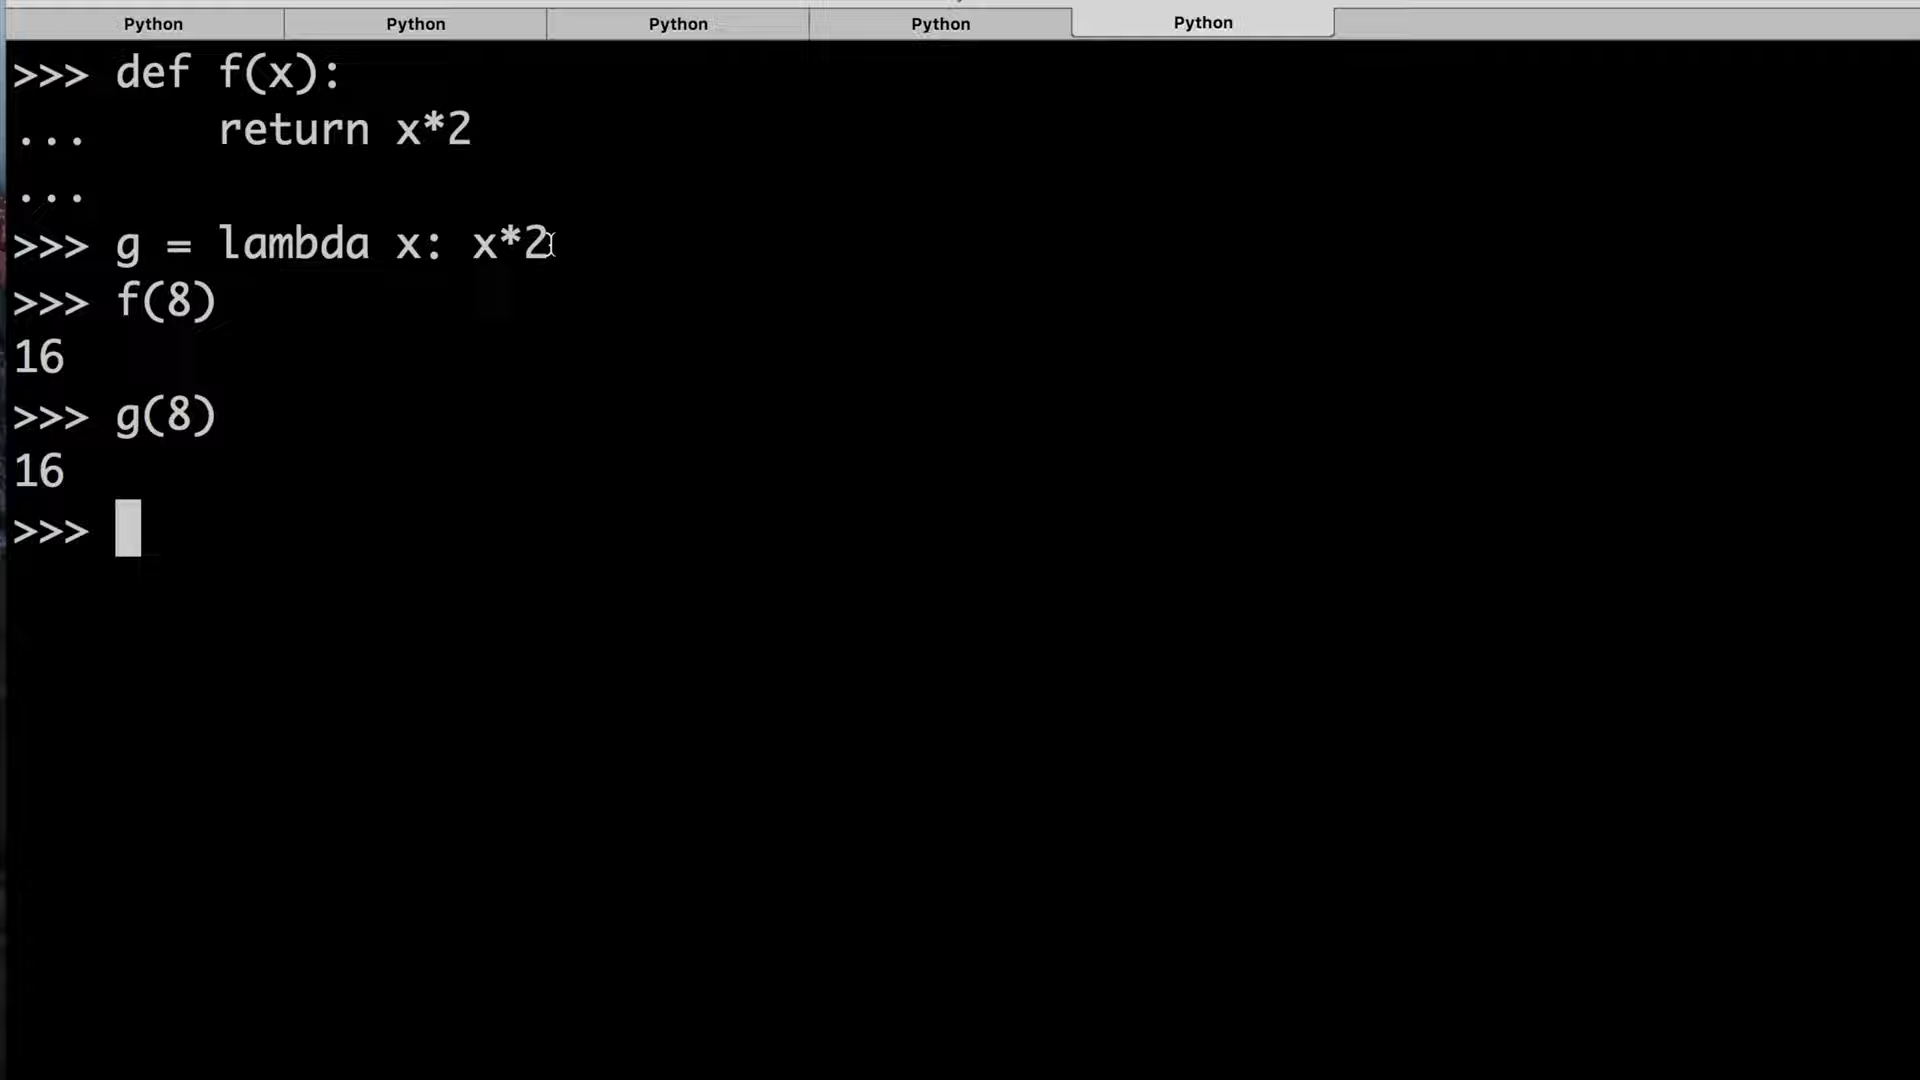 Python Python Python Python Python
>>> def f(x):
...     return x*2
...
>>> g = lambda x: x*2
>>> f(8)
16
>>> g(8)
16
>>>